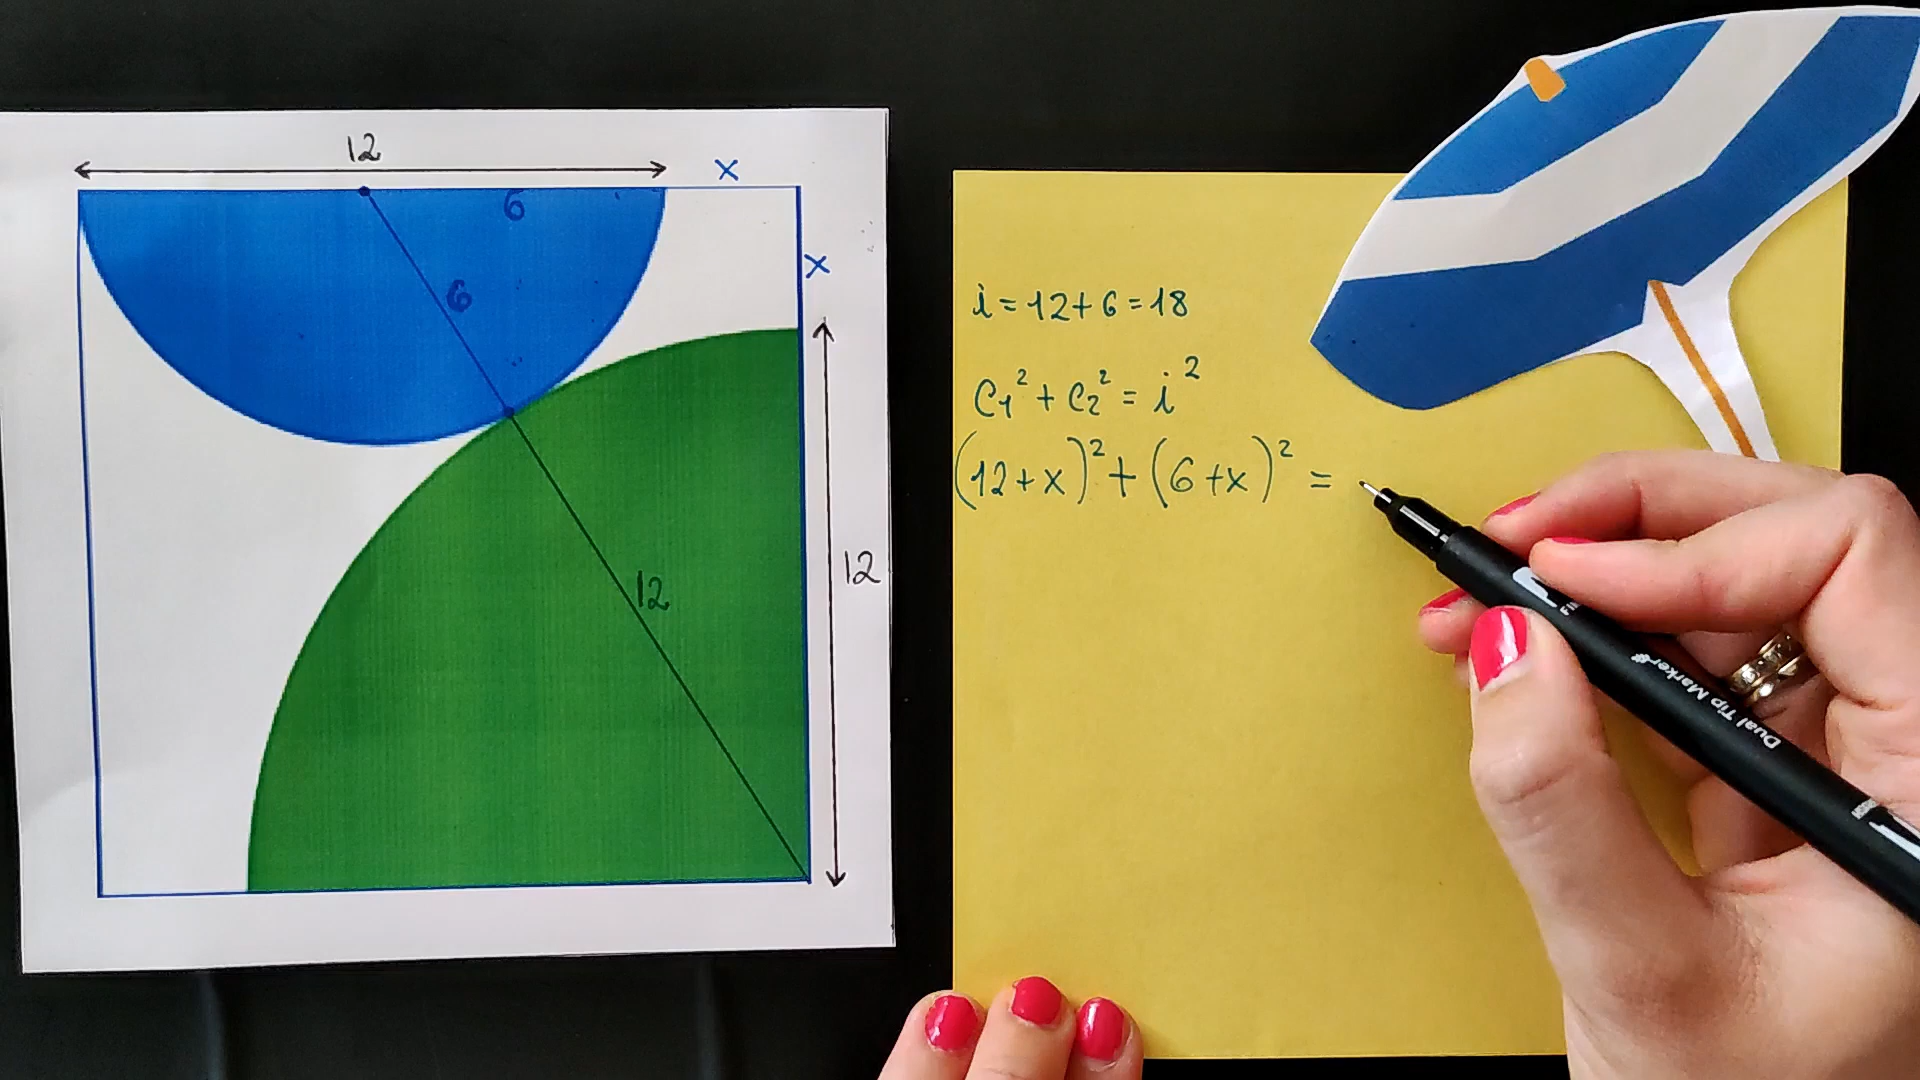 12
x
6
x
6
12
12
i = 12 + 6 = 18
c₁² + c₂² = i²
(12 + x)² + (6 + x)² =
Dual Tip Marker